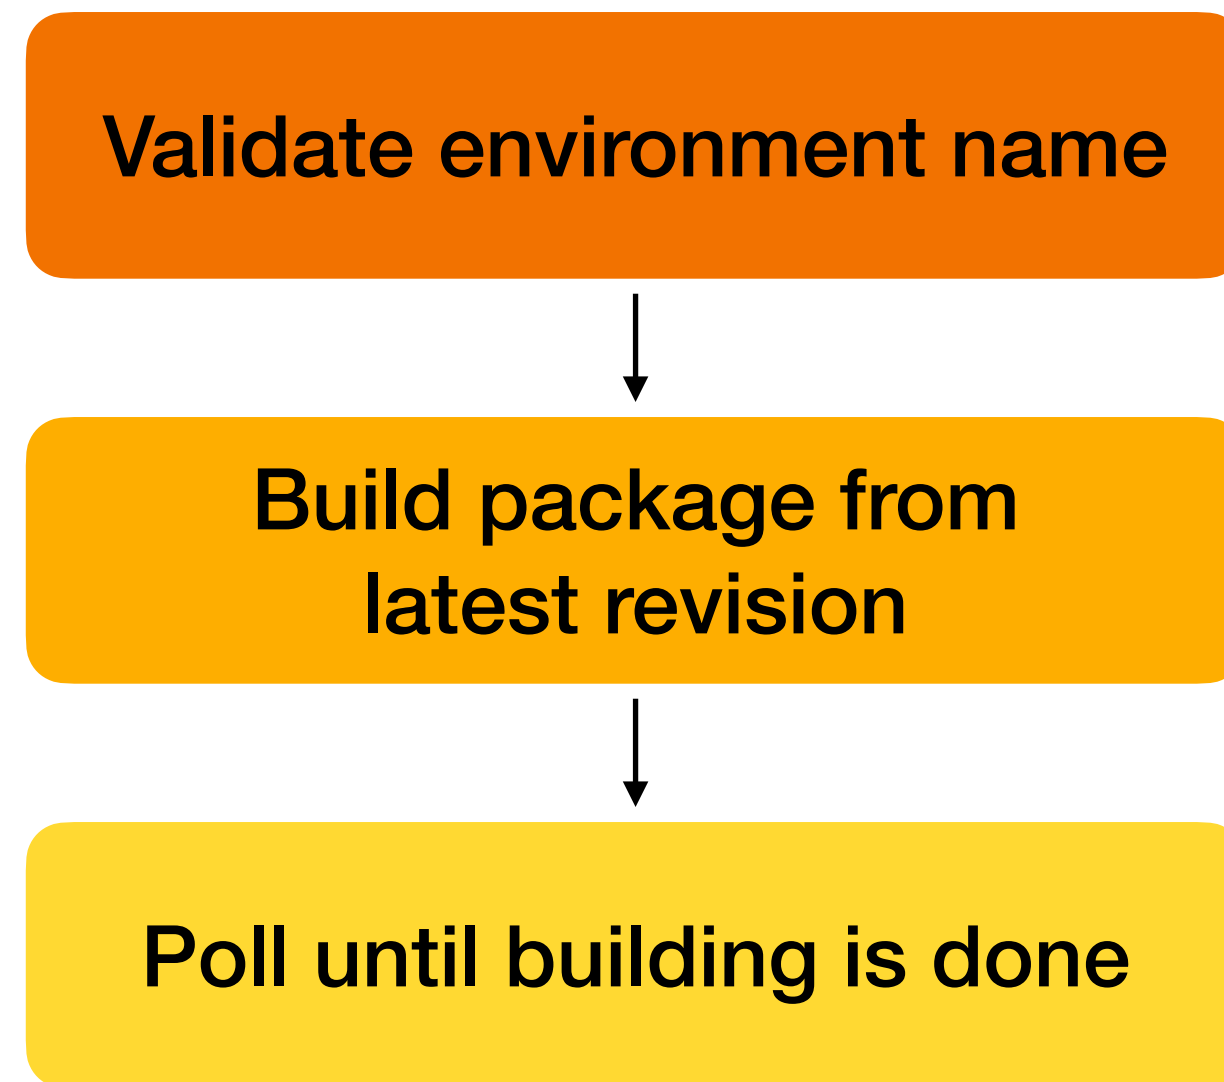 Validate environment name
Build package from
latest revision
Poll until building is done